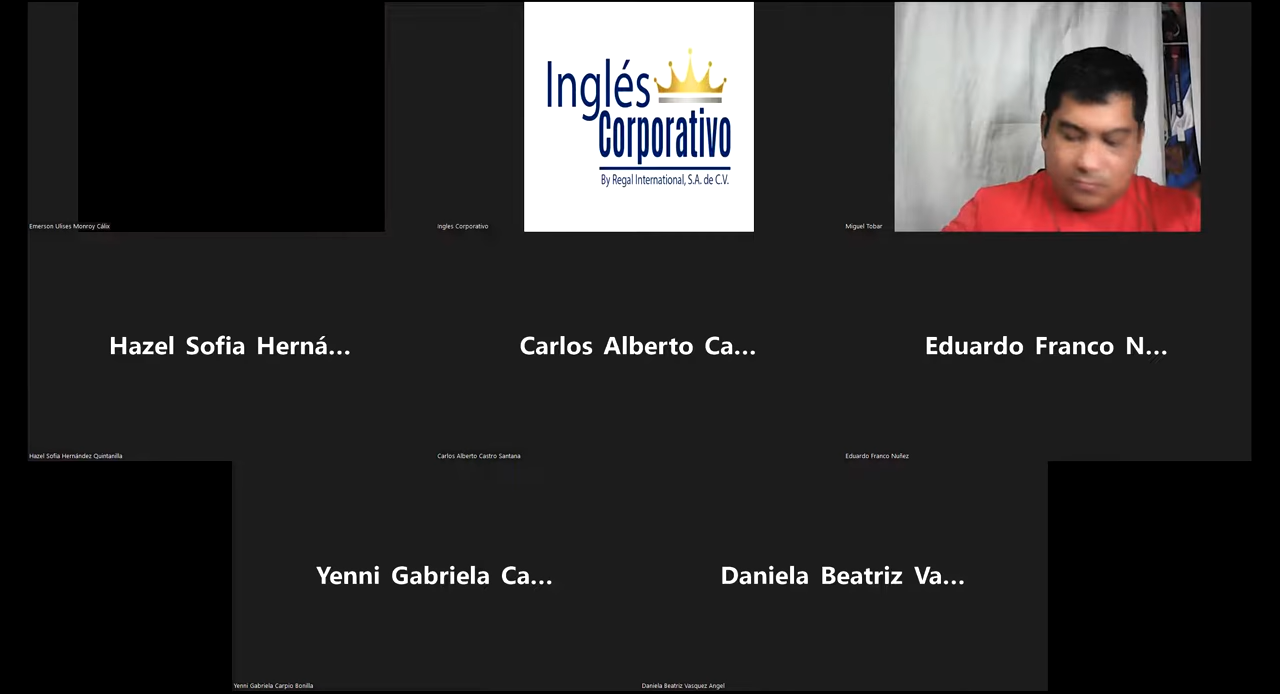 Inglés
Corporativo
By Regal International, S.A. de C.V.
Emerson Ulises Monroy Cálix
Ingles Corporativo
Miguel Tobar
Hazel Sofia Herná...
Carlos Alberto Ca...
Eduardo Franco N...
Hazel Sofía Hernández Quintanilla
Carlos Alberto Castro Santana
Eduardo Franco Nuñez
Yenni Gabriela Ca...
Daniela Beatriz Va...
Yenni Gabriela Carpio Bonilla
Daniela Beatriz Vasquez Angel